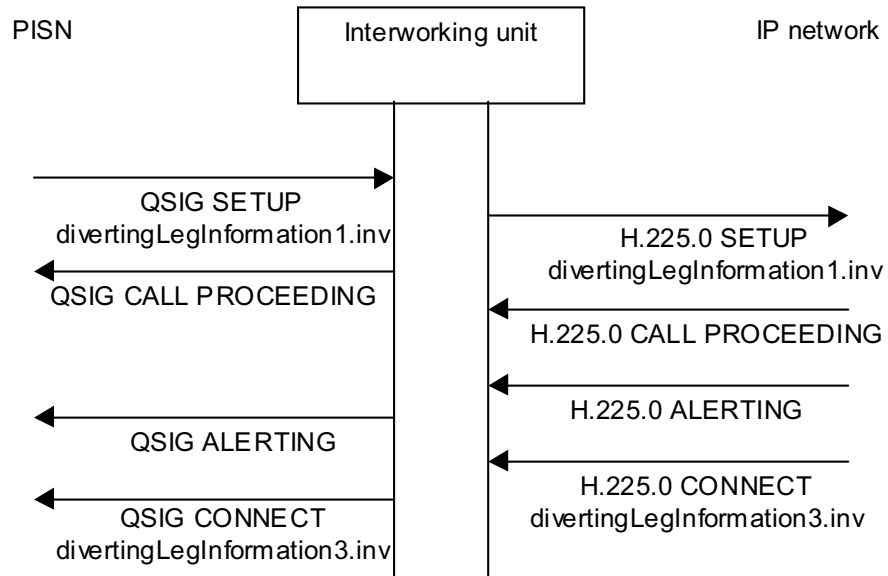 PISN
Interworking unit
IP network
QSIG SETUP
divertingLegInformation1.inv
H.225.0 SETUP
divertingLegInformation1.inv
QSIG CALL PROCEEDING
H.225.0 CALL PROCEEDING
H.225.0 ALERTING
QSIG ALERTING
H.225.0 CONNECT
divertingLegInformation3.inv
QSIG CONNECT
divertingLegInformation3.inv